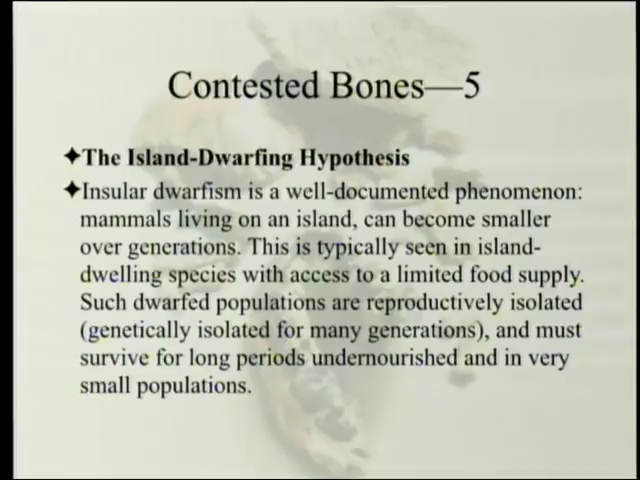 Contested Bones—5
✦The Island-Dwarfing Hypothesis
✦Insular dwarfism is a well-documented phenomenon:
mammals living on an island, can become smaller
over generations. This is typically seen in island-
dwelling species with access to a limited food supply.
Such dwarfed populations are reproductively isolated
(genetically isolated for many generations), and must
survive for long periods undernourished and in very
small populations.